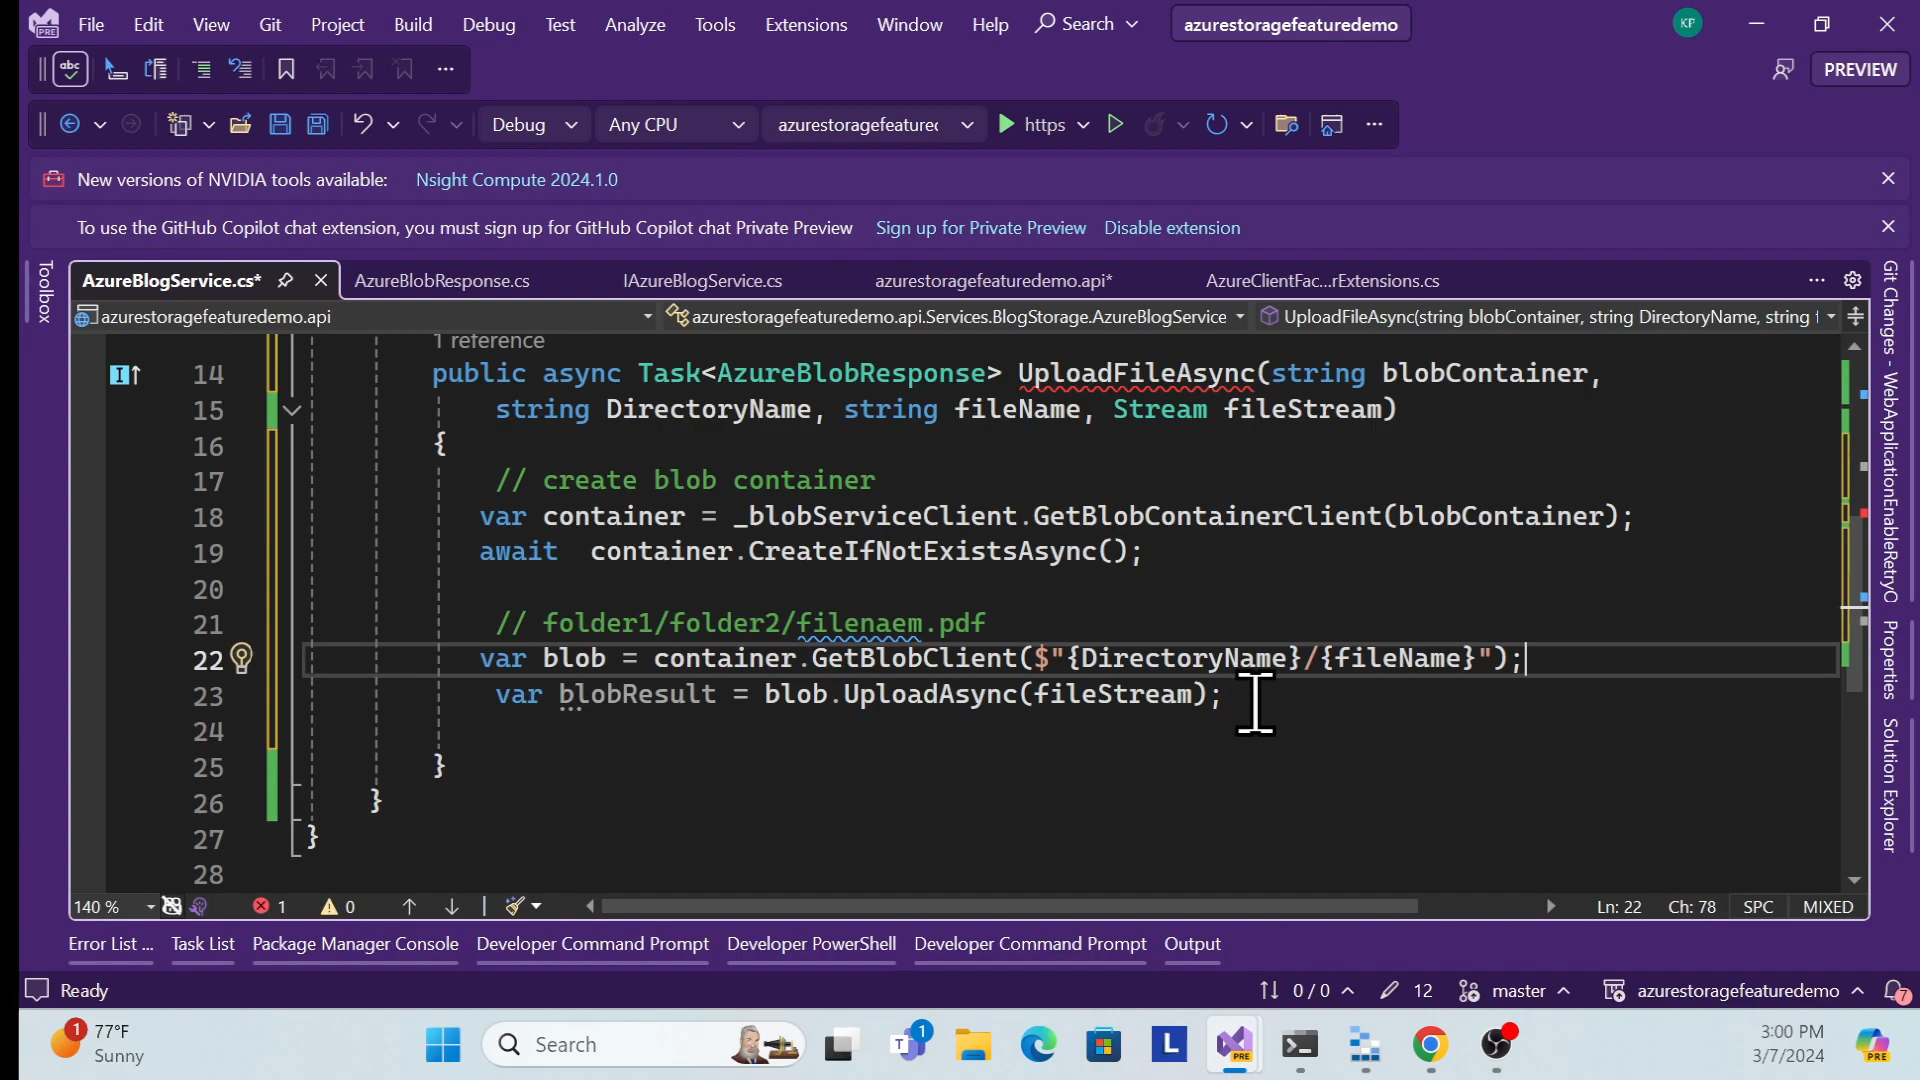 File Edit View Git Project Build Debug Test Analyze Tools Extensions Window Help Search azurestoragefeaturedemo KP
PRE
abc PREVIEW
Debug Any CPU azurestoragefeature https
New versions of NVIDIA tools available: Nsight Compute 2024.1.0
To use the GitHub Copilot chat extension, you must sign up for GitHub Copilot chat Private Preview Sign up for Private Preview Disable extension
Toolbox
AzureBlogService.cs* AzureBlobResponse.cs IAzureBlogService.cs azurestoragefeaturedemo.api* AzureClientFac...rExtensions.cs
azurestoragefeaturedemo.api azurestoragefeaturedemo.api.Services.BlogStorage.AzureBlogService UploadFileAsync(string blobContainer, string DirectoryName, string f
1 reference
14 public async Task<AzureBlobResponse> UploadFileAsync(string blobContainer,
15 string DirectoryName, string fileName, Stream fileStream)
16 {
17 // create blob container
18 var container = _blobServiceClient.GetBlobContainerClient(blobContainer);
19 await  container.CreateIfNotExistsAsync();
20
21 // folder1/folder2/filenaem.pdf
22 var blob = container.GetBlobClient($"{DirectoryName}/{fileName}");
23 var blobResult = blob.UploadAsync(fileStream);
24
25 }
26 }
27 }
28
Git Changes - WebApplicationEnableRetryO
Properties
Solution Explorer
140 % 1 0 Ln: 22 Ch: 78 SPC MIXED
Error List ... Task List Package Manager Console Developer Command Prompt Developer PowerShell Developer Command Prompt Output
Ready 0 / 0 12 master azurestoragefeaturedemo 7
1 77°F
Sunny
Search
T 1
L
PRE
3:00 PM
3/7/2024
PRE